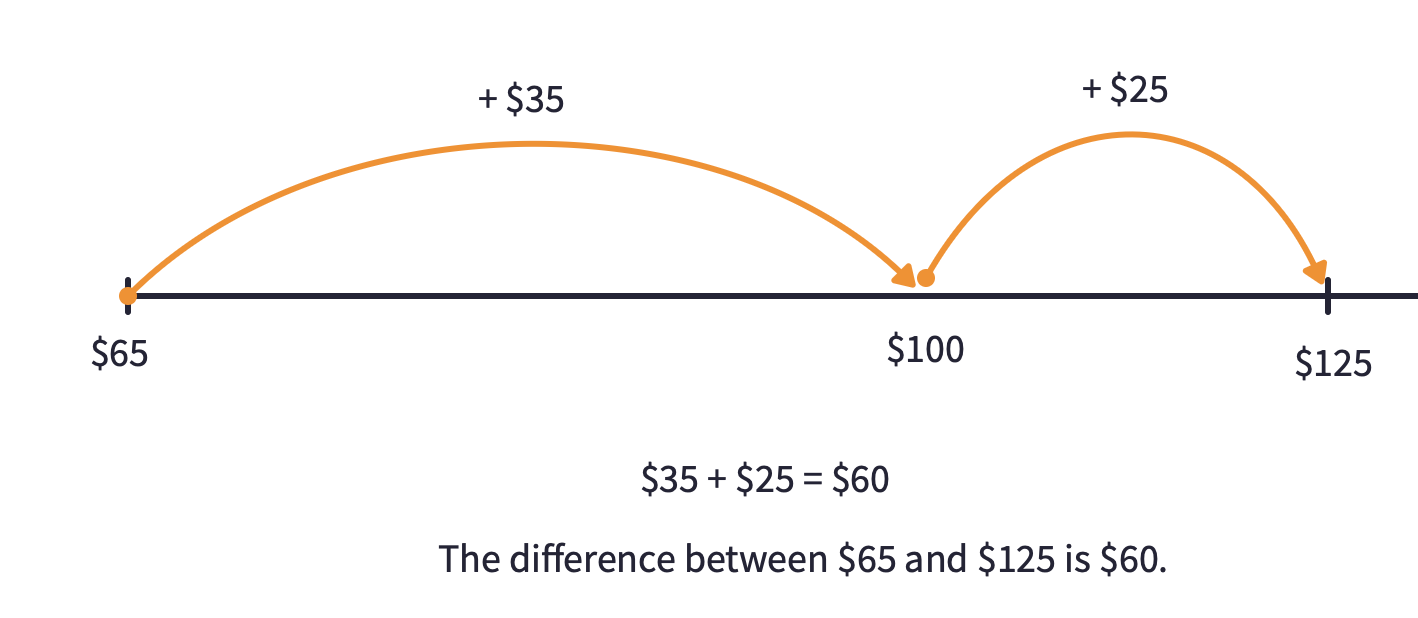 + $35
+ $25
$65
$100
$125
$35 + $25 = $60
The difference between $65 and $125 is $60.